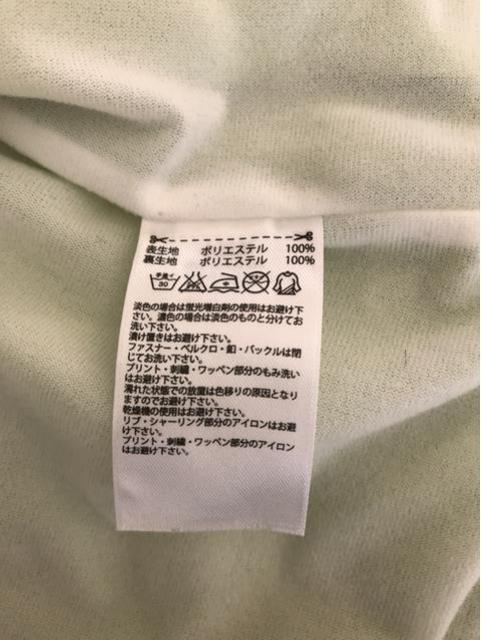 表生地 ポリエステル 100%
裏生地 ポリエステル 100%
手洗イ
30
淡色の場合は蛍光増白剤の使用はお避け下
さい。濃色の場合は淡色のものと分けてお
洗い下さい。
漬け置きはお避け下さい。
ファスナー・ベルクロ・釦・バックルは閉
じてお洗い下さい。
プリント・刺繍・ワッペン部分のもみ洗い
はお避け下さい。
濡れた状態での放置は色移りの原因となり
ますのでお避け下さい。
乾燥機の使用はお避け下さい。
リブ・シャーリング部分のアイロンはお避
け下さい。
プリント・刺繍・ワッペン部分のアイロン
はお避け下さい。